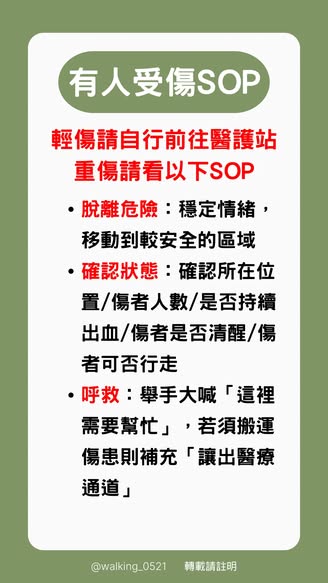 有人受傷SOP
輕傷請自行前往醫護站
重傷請看以下SOP
• 脫離危險：穩定情緒，
移動到較安全的區域
• 確認狀態：確認所在位
置/傷者人數/是否持續
出血/傷者是否清醒/傷
者可否行走
• 呼救：舉手大喊「這裡
需要幫忙」，若須搬運
傷患則補充「讓出醫療
通道」
@walking_0521 轉載請註明